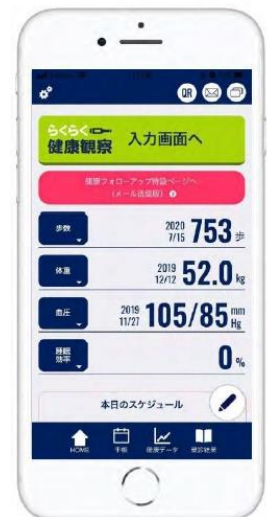 QR
らくらく
健康観察 入力画面へ
健康フォローアップ特設ページへ
(メール送信版)
歩数 2020 7/15 753 歩
体重 2019 12/12 52.0 kg
血圧 2019 11/27 105/85 mm Hg
睡眠効率 0 %
本日のスケジュール
HOME 手帳 健康データ 健診結果